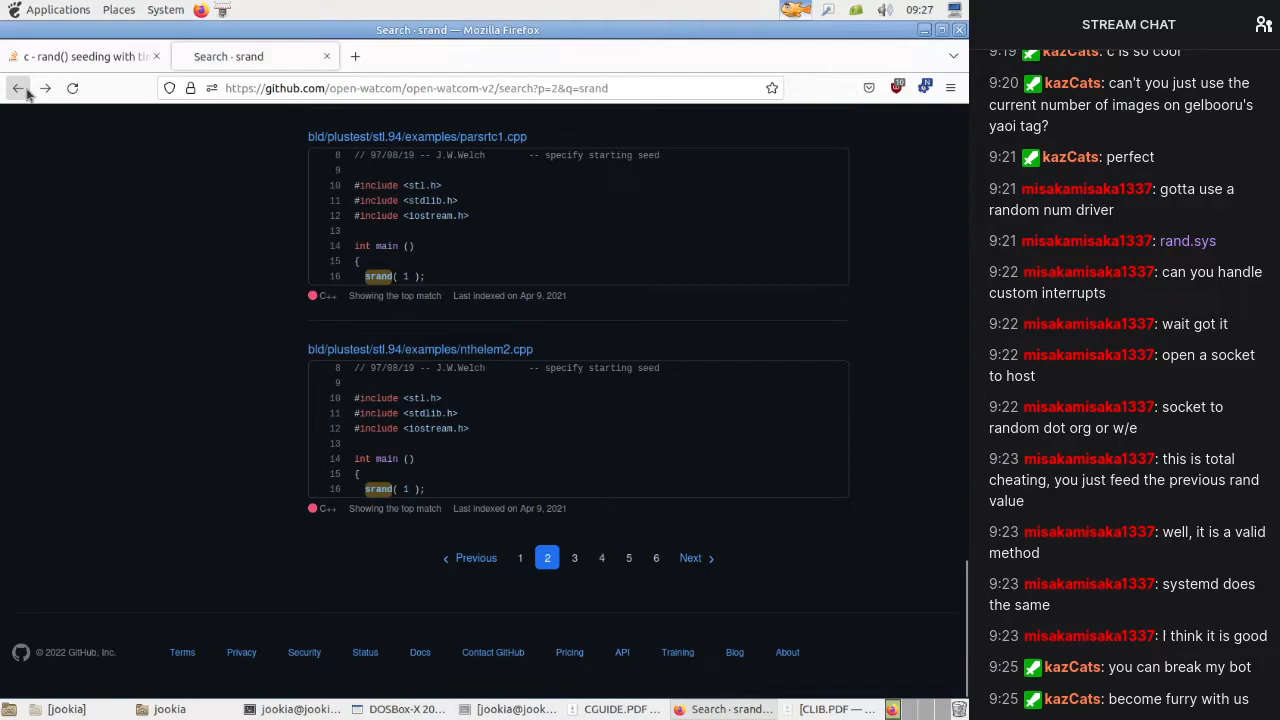 Applications Places System 09:27
Search · srand — Mozilla Firefox
c - rand() seeding with tim
Search · srand
https://github.com/open-watcom/open-watcom-v2/search?p=2&q=srand
10
N
bld/plustest/stl.94/examples/parsrtc1.cpp
8 // 97/08/19 -- J.W.Welch -- specify starting seed
9
10 #include <stl.h>
11 #include <stdlib.h>
12 #include <iostream.h>
13
14 int main ()
15 {
16 srand( 1 );
C++ Showing the top match Last indexed on Apr 9, 2021
bld/plustest/stl.94/examples/nthelem2.cpp
8 // 97/08/19 -- J.W.Welch -- specify starting seed
9
10 #include <stl.h>
11 #include <stdlib.h>
12 #include <iostream.h>
13
14 int main ()
15 {
16 srand( 1 );
C++ Showing the top match Last indexed on Apr 9, 2021
Previous 1 2 3 4 5 6 Next
© 2022 GitHub, Inc. Terms Privacy Security Status Docs Contact GitHub Pricing API Training Blog About
[jookia] jookia jookia@jookia... DOSBox-X 20... [jookia@jooki... CGUIDE.PDF ... Search · srand... [CLIB.PDF — ...
STREAM CHAT
9:19 kazCats: c is so cool
9:20 kazCats: can't you just use the
current number of images on gelbooru's
yaoi tag?
9:21 kazCats: perfect
9:21 misakamisaka1337: gotta use a
random num driver
9:21 misakamisaka1337: rand.sys
9:22 misakamisaka1337: can you handle
custom interrupts
9:22 misakamisaka1337: wait got it
9:22 misakamisaka1337: open a socket
to host
9:22 misakamisaka1337: socket to
random dot org or w/e
9:23 misakamisaka1337: this is total
cheating, you just feed the previous rand
value
9:23 misakamisaka1337: well, it is a valid
method
9:23 misakamisaka1337: systemd does
the same
9:23 misakamisaka1337: I think it is good
9:25 kazCats: you can break my bot
9:25 kazCats: become furry with us